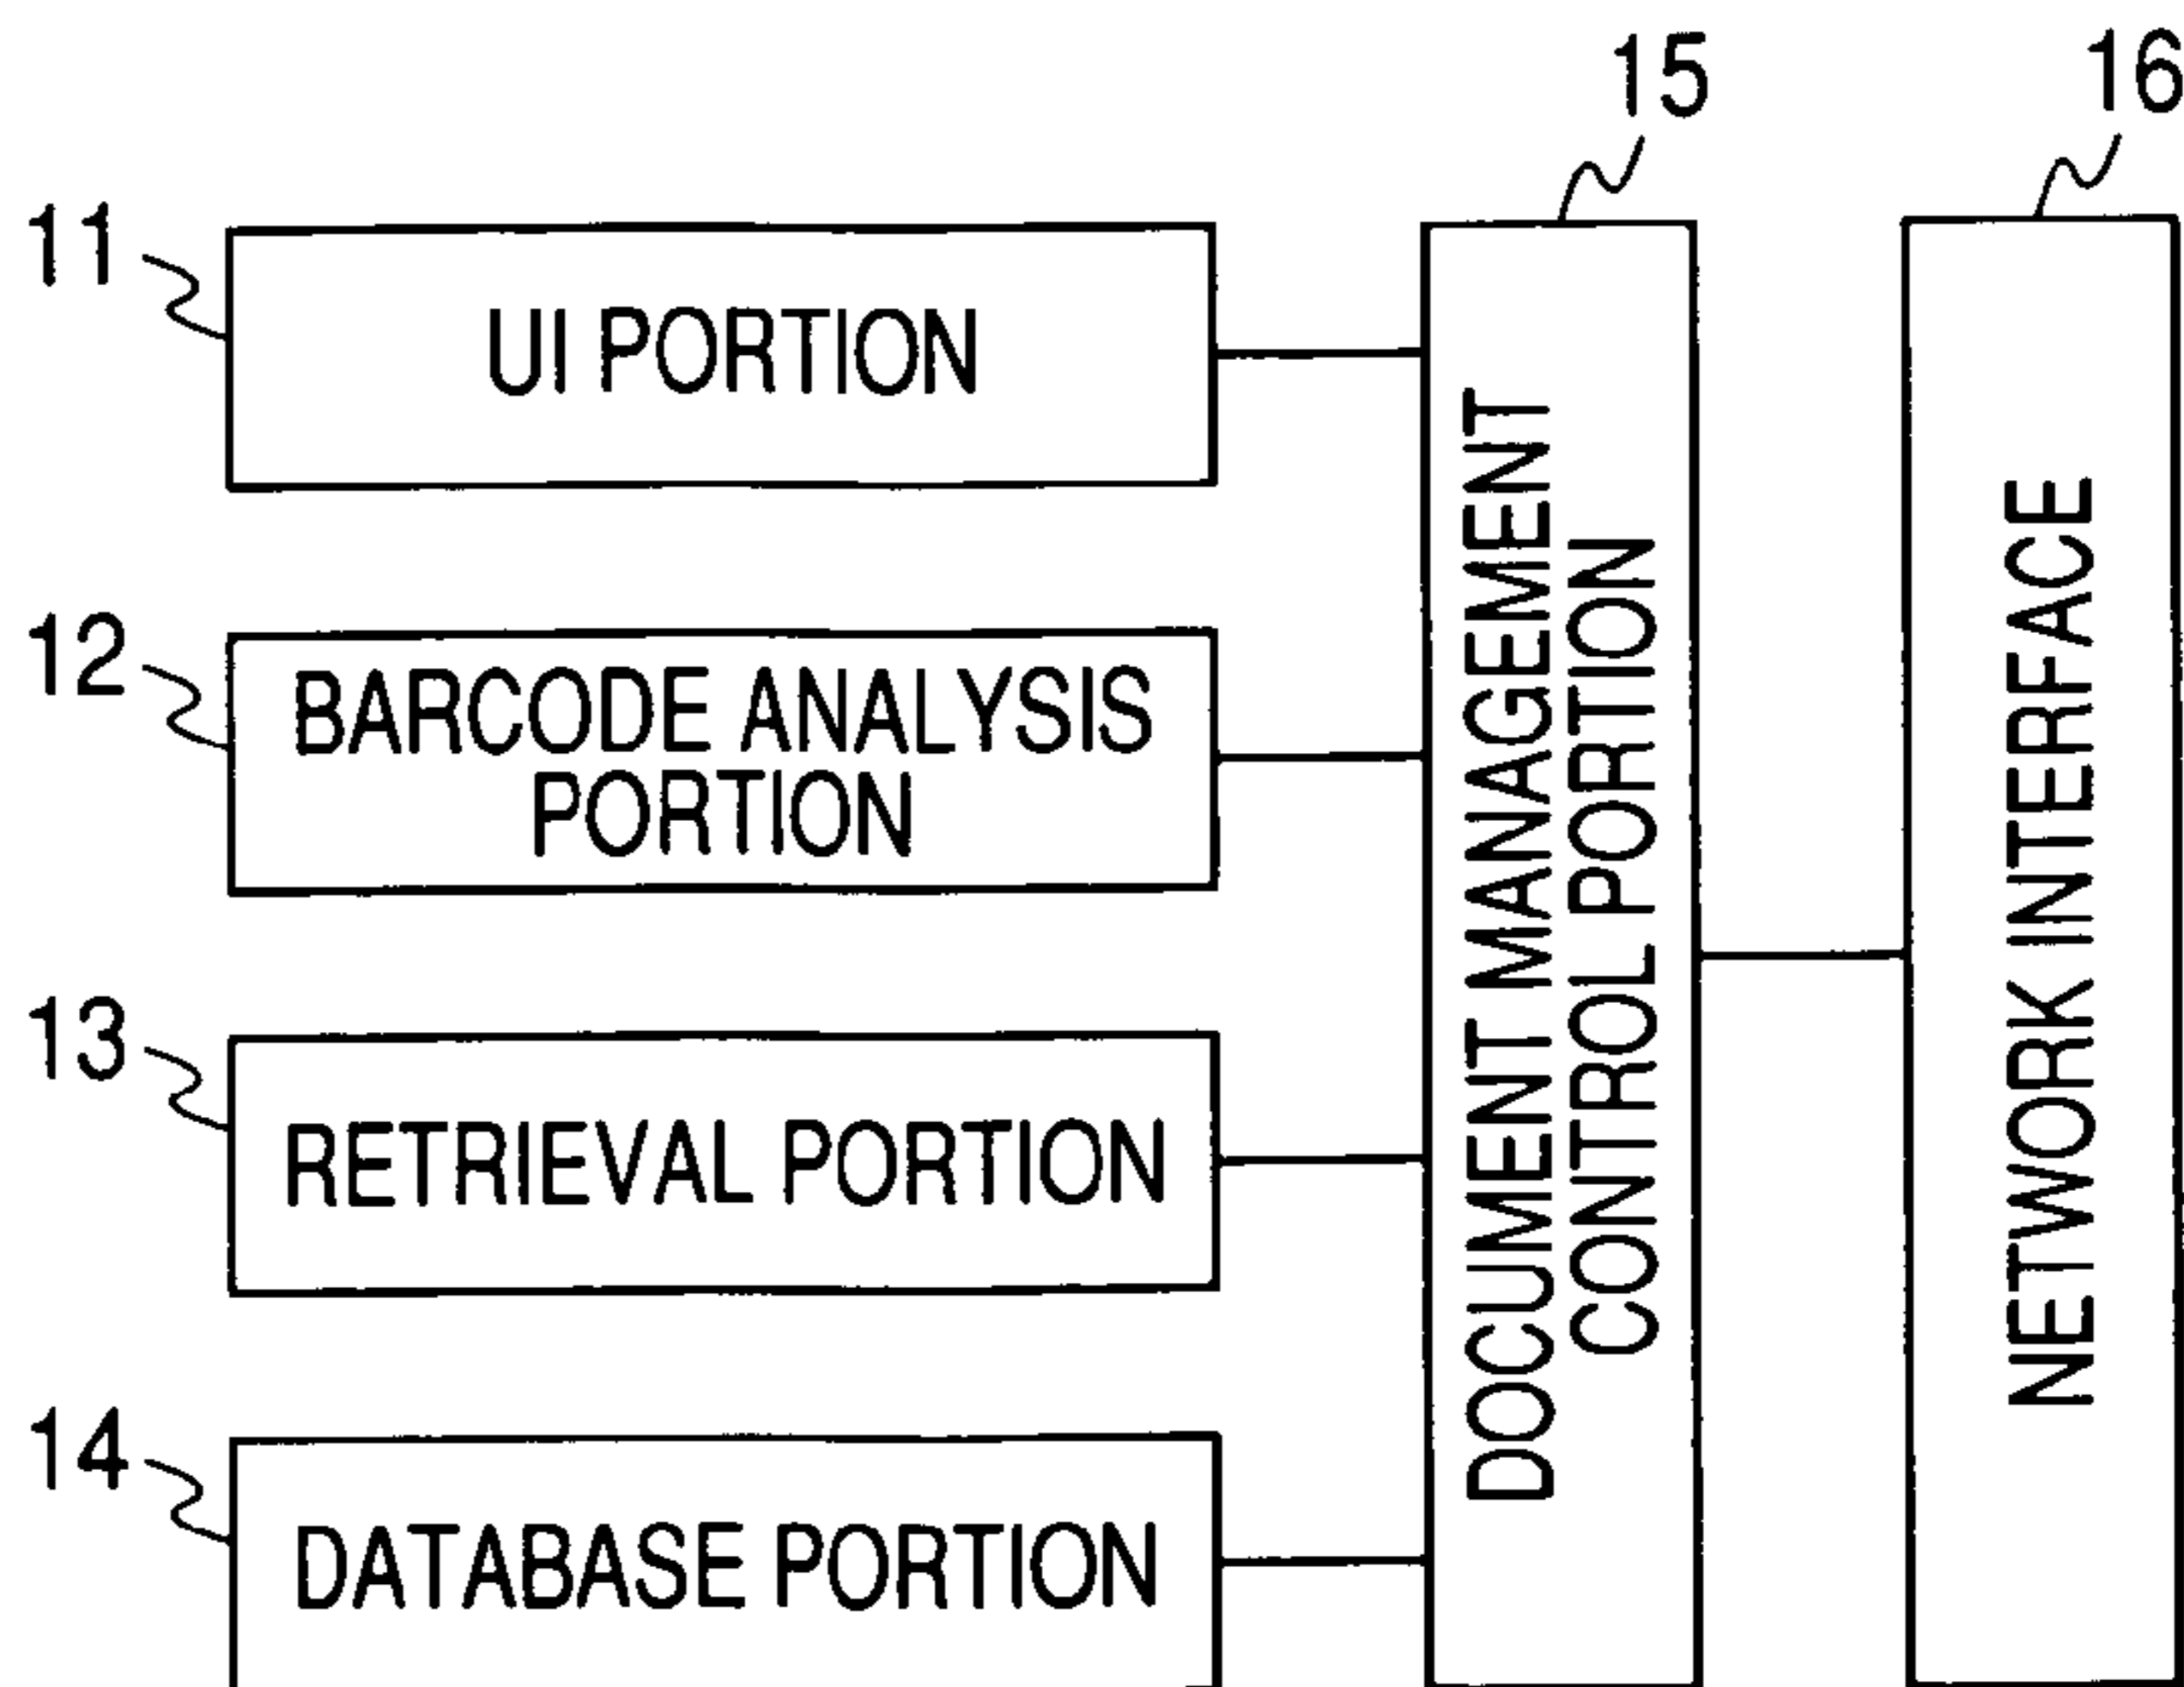 15
16
11
UI PORTION
12
BARCODE ANALYSIS
PORTION
13
RETRIEVAL PORTION
14
DATABASE PORTION
DOCUMENT MANAGEMENT
CONTROL PORTION
NETWORK INTERFACE